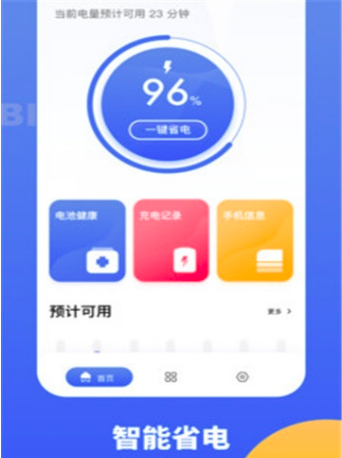 当前电量预计可用 23 分钟
96%
一键省电
电池健康
充电记录
手机信息
预计可用
更多 >
首页
智能省电